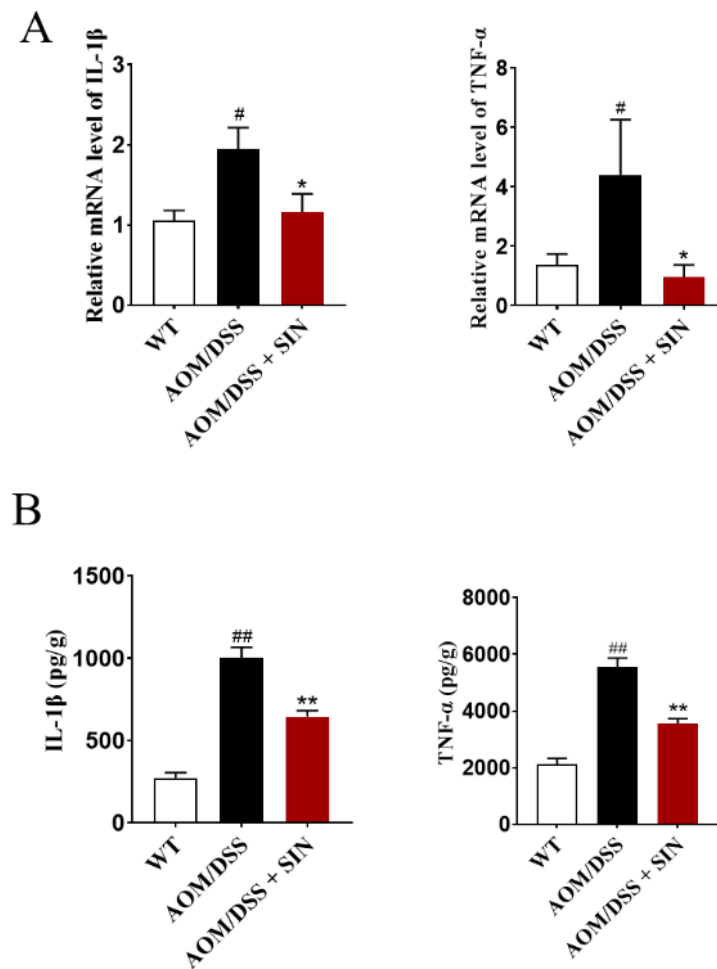 A
Relative mRNA level of IL-1β
3
2
1
0
#
*
WT
AOM/DSS
AOM/DSS + SIN
Relative mRNA level of TNF-α
8
6
4
2
0
#
*
WT
AOM/DSS
AOM/DSS + SIN
B
IL-1β (pg/g)
1500
1000
500
0
##
**
WT
AOM/DSS
AOM/DSS + SIN
TNF-α (pg/g)
8000
6000
4000
2000
0
##
**
WT
AOM/DSS
AOM/DSS + SIN